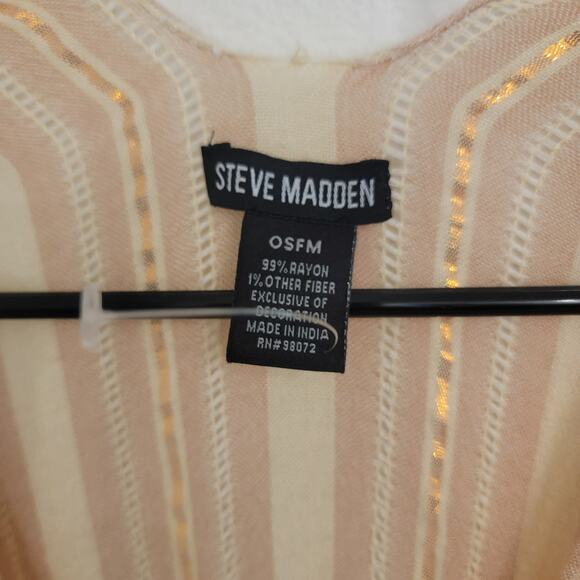 STEVE MADDEN
OSFM
99% RAYON
1% OTHER FIBER
EXCLUSIVE OF
DECORATION
MADE IN INDIA
RN#98072